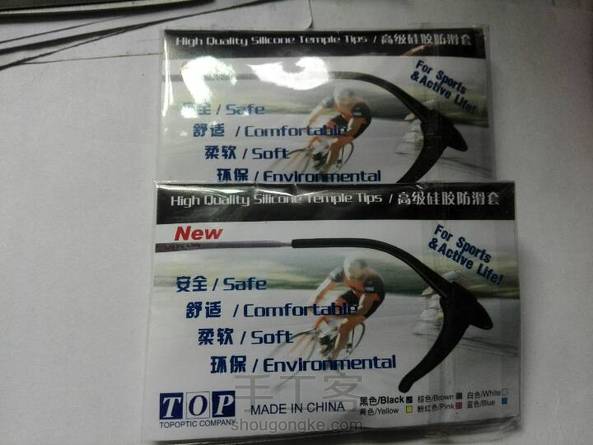 High Quality Silicone Temple Tips / 高级硅胶防滑套
For Sports
& Active Life!
安全 / Safe
舒适 / Comfortable
柔软 / Soft
环保 / Environmental
High Quality Silicone Temple Tips / 高级硅胶防滑套
New
For Sports
& Active Life!
安全 / Safe
舒适 / Comfortable
柔软 / Soft
环保 / Environmental
TOP
TOPOPTIC COMPANY
MADE IN CHINA
黑色/Black 棕色/Brown 白色/White
黄色/Yellow 粉红色/Pink 蓝色/Blue
手工客
shougongke.com